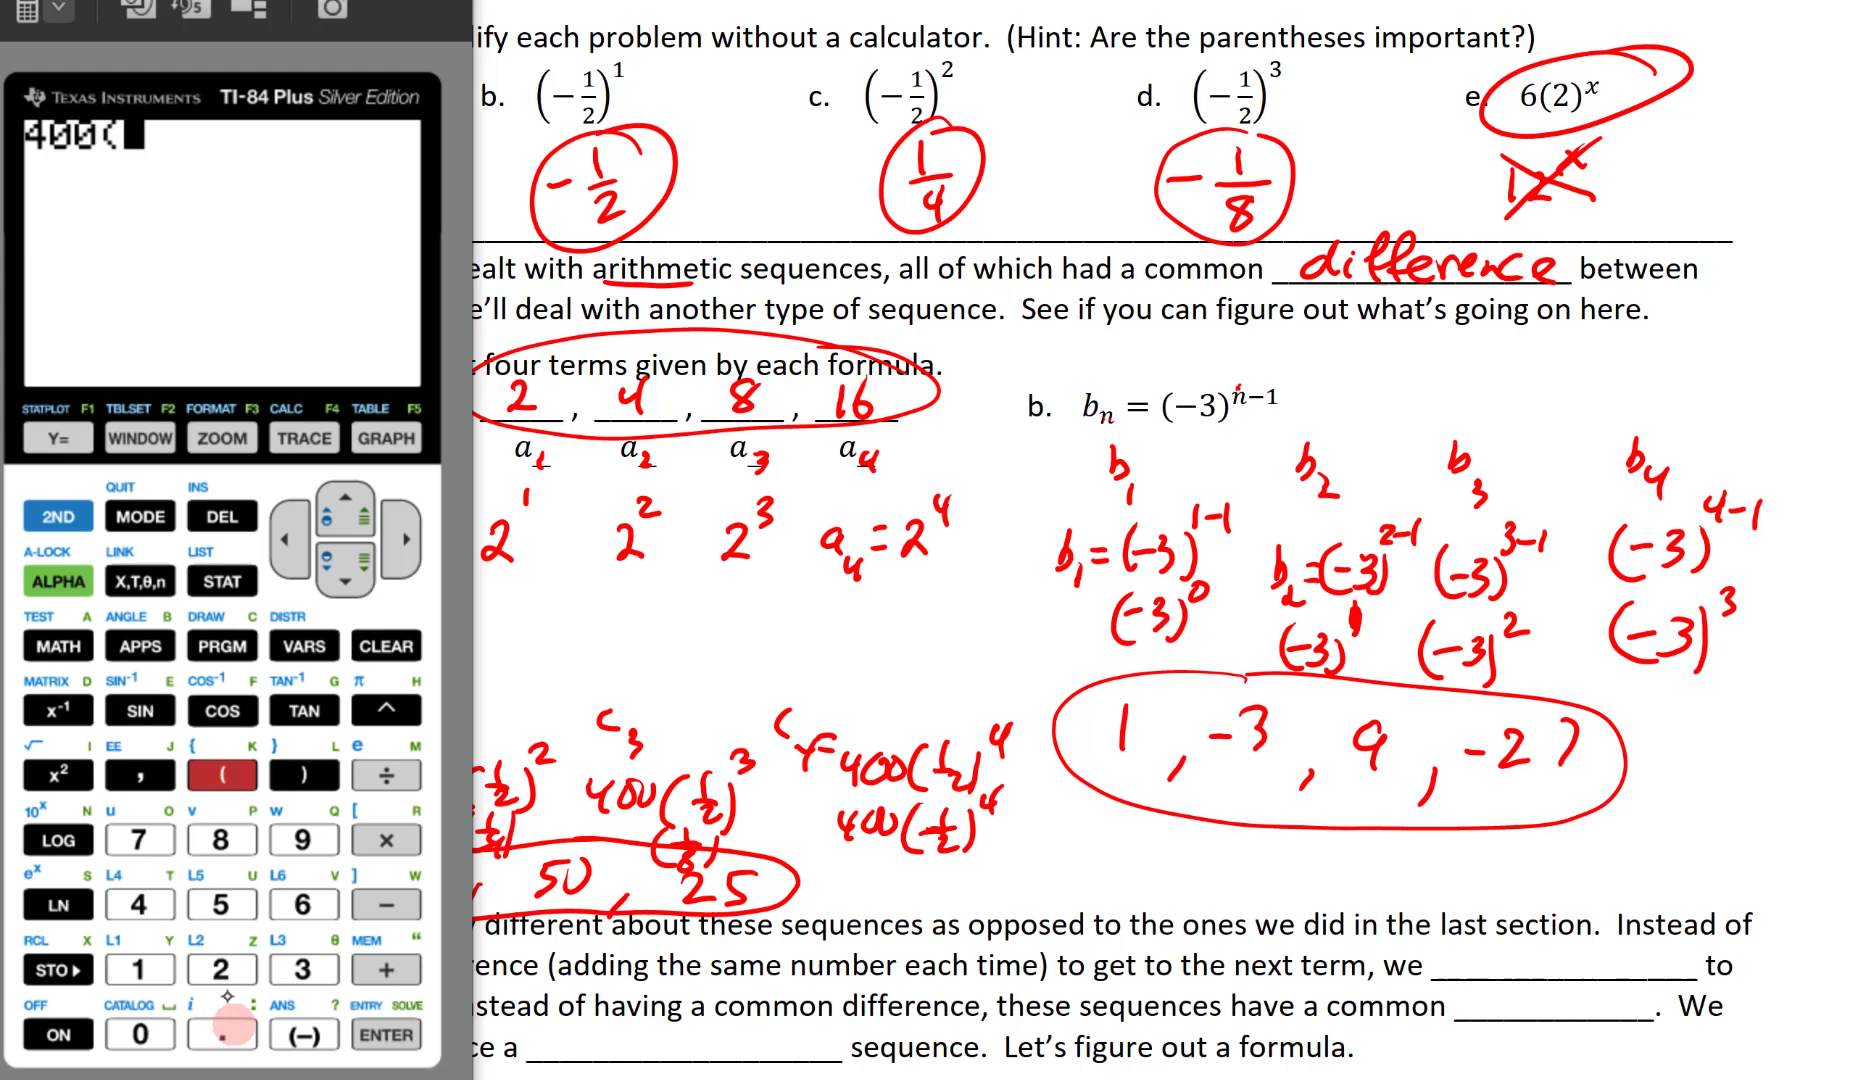 TEXAS INSTRUMENTS TI-84 Plus Silver Edition
400(
STATPLOT F1 TBLSET F2 FORMAT F3 CALC F4 TABLE F5
Y= WINDOW ZOOM TRACE GRAPH
QUIT INS
2ND MODE DEL
A-LOCK LINK LIST
ALPHA X,T,θ,n STAT
TEST A ANGLE B DRAW C DISTR
MATH APPS PRGM VARS CLEAR
MATRIX D SIN⁻¹ E COS⁻¹ F TAN⁻¹ G π H
x⁻¹ SIN COS TAN ^
√ I EE J { K } L e M
x² , ( ) ÷
10ˣ N u O v P w Q [ R
LOG 7 8 9 ×
eˣ S L4 T L5 U L6 V ] W
LN 4 5 6 −
RCL X L1 Y L2 Z L3 θ MEM “
STO▶ 1 2 3 +
OFF CATALOG ⎵ i : ANS ? ENTRY SOLVE
ON 0 . (−) ENTER
ify each problem without a calculator. (Hint: Are the parentheses important?)
b. (−1/2)¹ c. (−1/2)² d. (−1/2)³ e. 6(2)ˣ
−1/2 1/4 −1/8 12ˣ
ealt with arithmetic sequences, all of which had a common difference between
e’ll deal with another type of sequence. See if you can figure out what’s going on here.
four terms given by each formula.
2, 4, 8, 16 b. bₙ = (−3)ⁿ⁻¹
a₁ a₂ a₃ a₄ b₁ b₂ b₃ b₄
2¹ 2² 2³ a₄ = 2⁴ b₁ = (−3)¹⁻¹ b₂ = (−3)²⁻¹ (−3)³⁻¹ (−3)⁴⁻¹
(−3)⁰ (−3)¹ (−3)² (−3)³
c₃ 1, −3, 9, −27
(1/2)² 400(1/2)³ c₄ = 400(1/2)⁴
(1/4) (1/8) 400(1/2)⁴
, 50, 25
different about these sequences as opposed to the ones we did in the last section. Instead of
ence (adding the same number each time) to get to the next term, we ________________ to
stead of having a common difference, these sequences have a common ____________. We
ce a ___________________ sequence. Let’s figure out a formula.